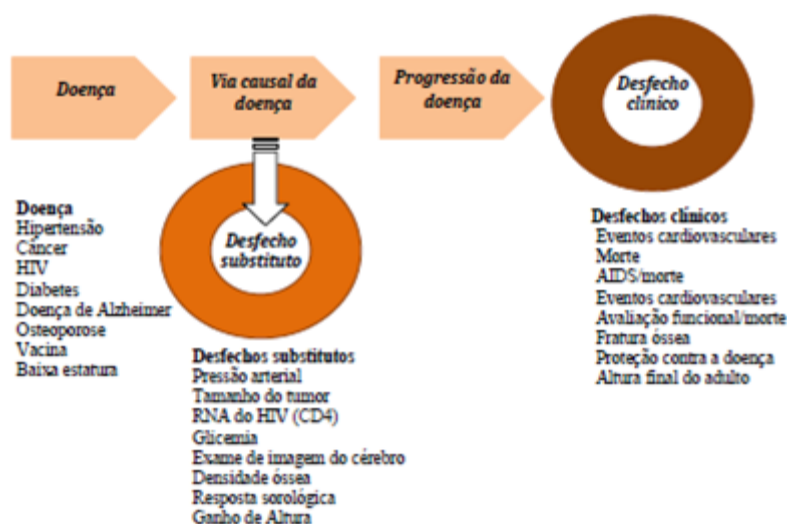 Doença
Via causal da
doença
Progressão da
doença
Desfecho
clínico
Desfecho
substituto
Doença
Hipertensão
Câncer
HIV
Diabetes
Doença de Alzheimer
Osteoporose
Vacina
Baixa estatura
Desfechos substitutos
Pressão arterial
Tamanho do tumor
RNA do HIV (CD4)
Glicemia
Exame de imagem do cérebro
Densidade óssea
Resposta sorológica
Ganho de Altura
Desfechos clínicos
Eventos cardiovasculares
Morte
AIDS/morte
Eventos cardiovasculares
Avaliação funcional/morte
Fratura óssea
Proteção contra a doença
Altura final do adulto